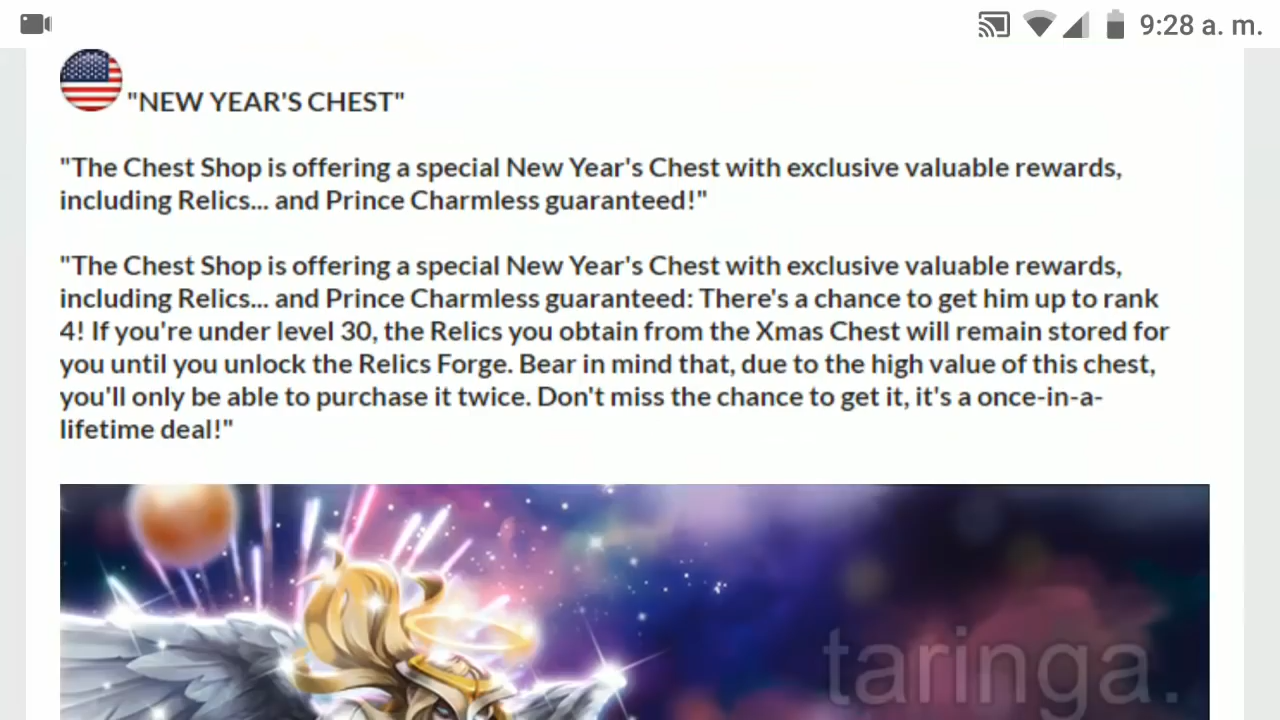 9:28 a. m.
"NEW YEAR'S CHEST"
"The Chest Shop is offering a special New Year's Chest with exclusive valuable rewards,
including Relics... and Prince Charmless guaranteed!"
"The Chest Shop is offering a special New Year's Chest with exclusive valuable rewards,
including Relics... and Prince Charmless guaranteed: There's a chance to get him up to rank
4! If you're under level 30, the Relics you obtain from the Xmas Chest will remain stored for
you until you unlock the Relics Forge. Bear in mind that, due to the high value of this chest,
you'll only be able to purchase it twice. Don't miss the chance to get it, it's a once-in-a-
lifetime deal!"
taringa.